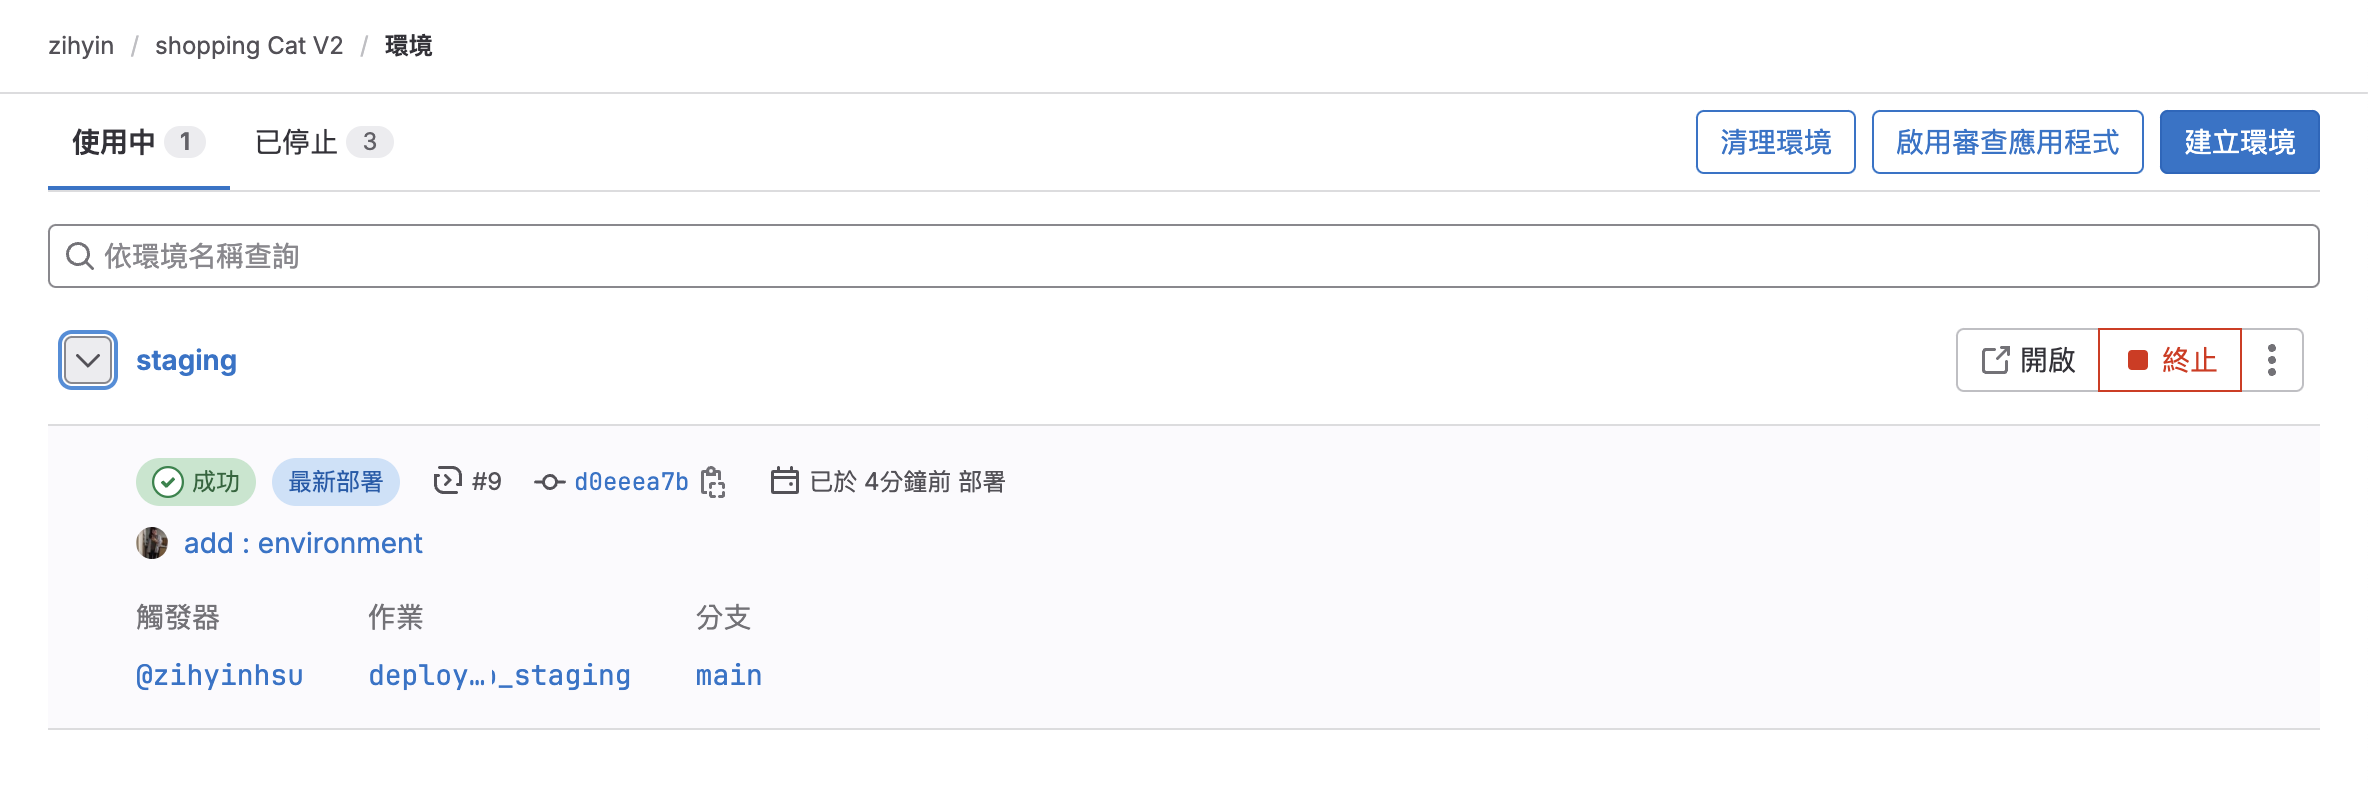 zihyin / shopping Cat V2 / 環境
使用中 1 已停止 3 清理環境 啟用審查應用程式 建立環境
依環境名稱查詢
staging 開啟 終止
成功 最新部署 #9 d0eeea7b 已於 4分鐘前 部署
add : environment
觸發器 作業 分支
@zihyinhsu deploy…_staging main